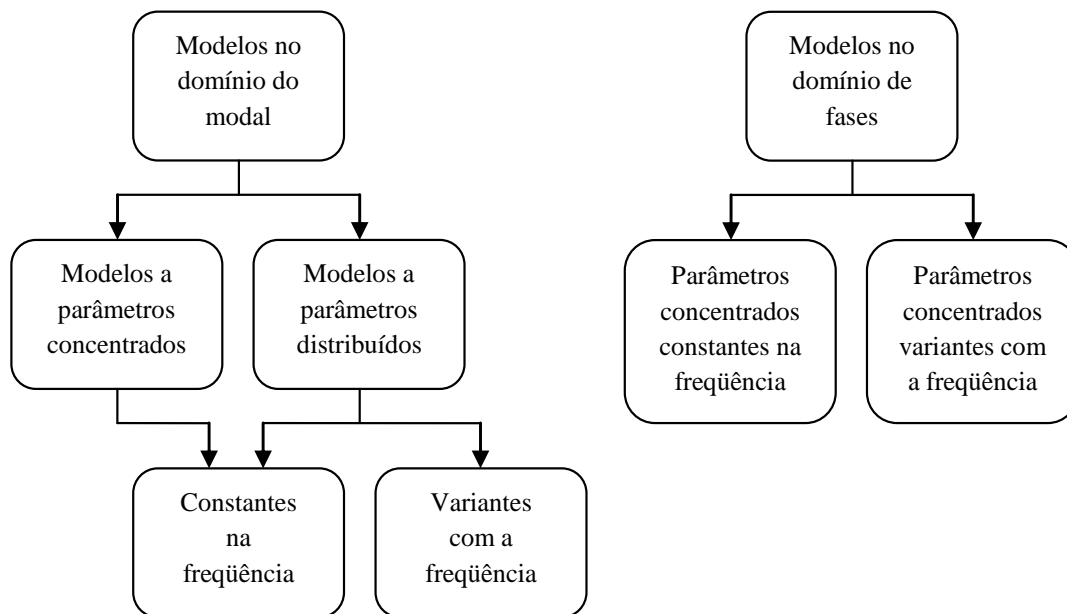 Modelos no
domínio do
modal
Modelos no
domínio de
fases
Modelos a
parâmetros
concentrados
Modelos a
parâmetros
distribuídos
Parâmetros
concentrados
constantes na
freqüência
Parâmetros
concentrados
variantes com
a freqüência
Constantes
na
freqüência
Variantes
com a
freqüência